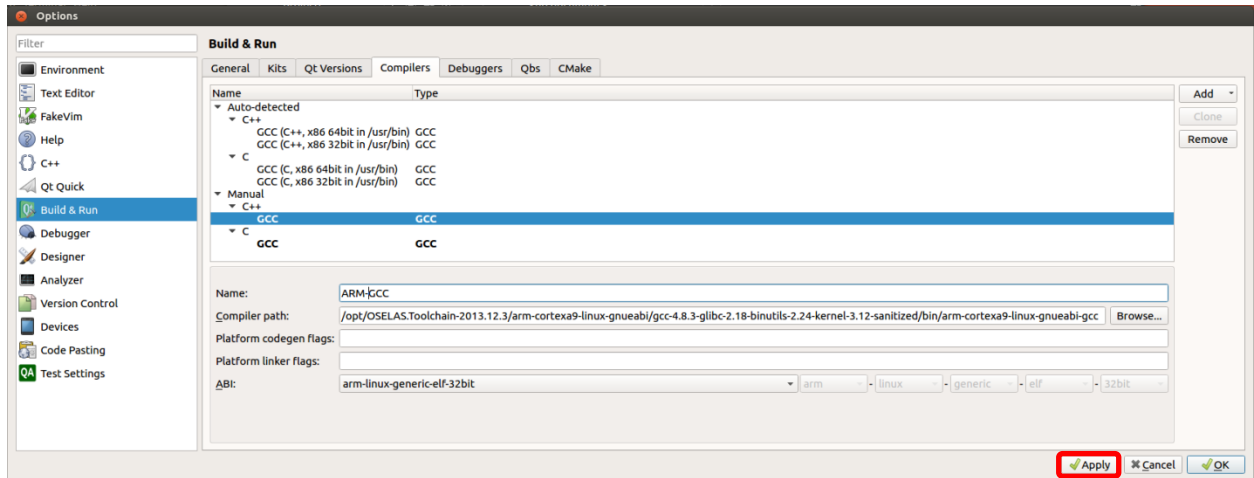 Options
Filter
Environment
Text Editor
FakeVim
Help
C++
Qt Quick
Build & Run
Debugger
Designer
Analyzer
Version Control
Devices
Code Pasting
QA Test Settings
Build & Run
General Kits Qt Versions Compilers Debuggers Qbs CMake
Name Type
Auto-detected
C++
GCC (C++, x86 64bit in /usr/bin) GCC
GCC (C++, x86 32bit in /usr/bin) GCC
C
GCC (C, x86 64bit in /usr/bin) GCC
GCC (C, x86 32bit in /usr/bin) GCC
Manual
C++
GCC GCC
C
GCC GCC
Add
Clone
Remove
Name: ARM-GCC
Compiler path: /opt/OSELAS.Toolchain-2013.12.3/arm-cortexa9-linux-gnueabi/gcc-4.8.3-glibc-2.18-binutils-2.24-kernel-3.12-sanitized/bin/arm-cortexa9-linux-gnueabi-gcc Browse...
Platform codegen flags:
Platform linker flags:
ABI: arm-linux-generic-elf-32bit arm - linux - generic - elf - 32bit
Apply Cancel OK